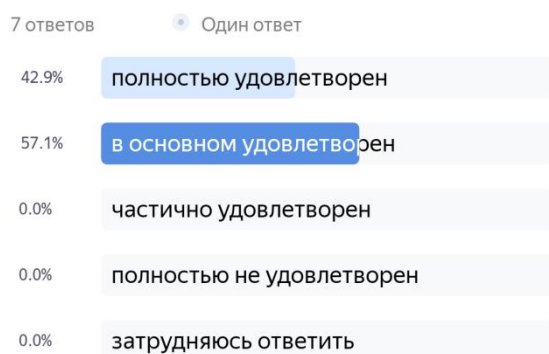 7 ответов Один ответ
42.9% полностью удовлетворен
57.1% в основном удовлетворен
0.0% частично удовлетворен
0.0% полностью не удовлетворен
0.0% затрудняюсь ответить